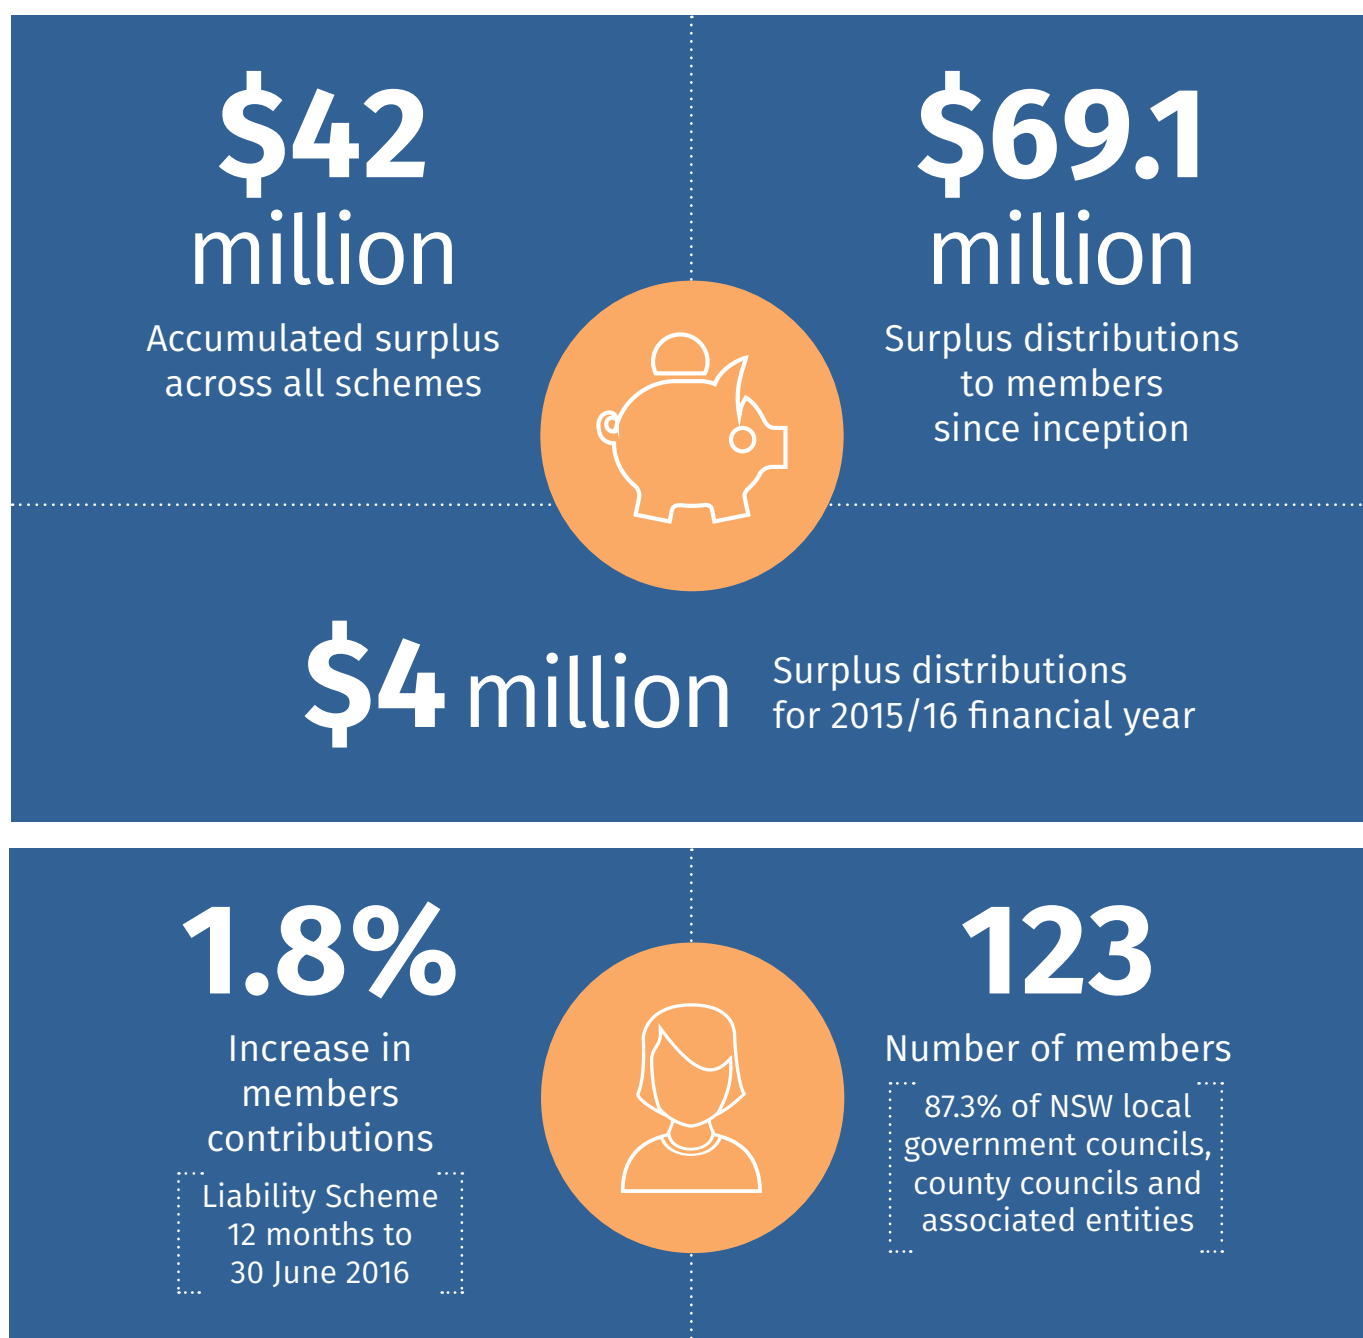 $42
million
Accumulated surplus
across all schemes
$69.1
million
Surplus distributions
to members
since inception
$4 million
Surplus distributions
for 2015/16 financial year
1.8%
Increase in
members
contributions
Liability Scheme
12 months to
30 June 2016
123
Number of members
87.3% of NSW local
government councils,
county councils and
associated entities